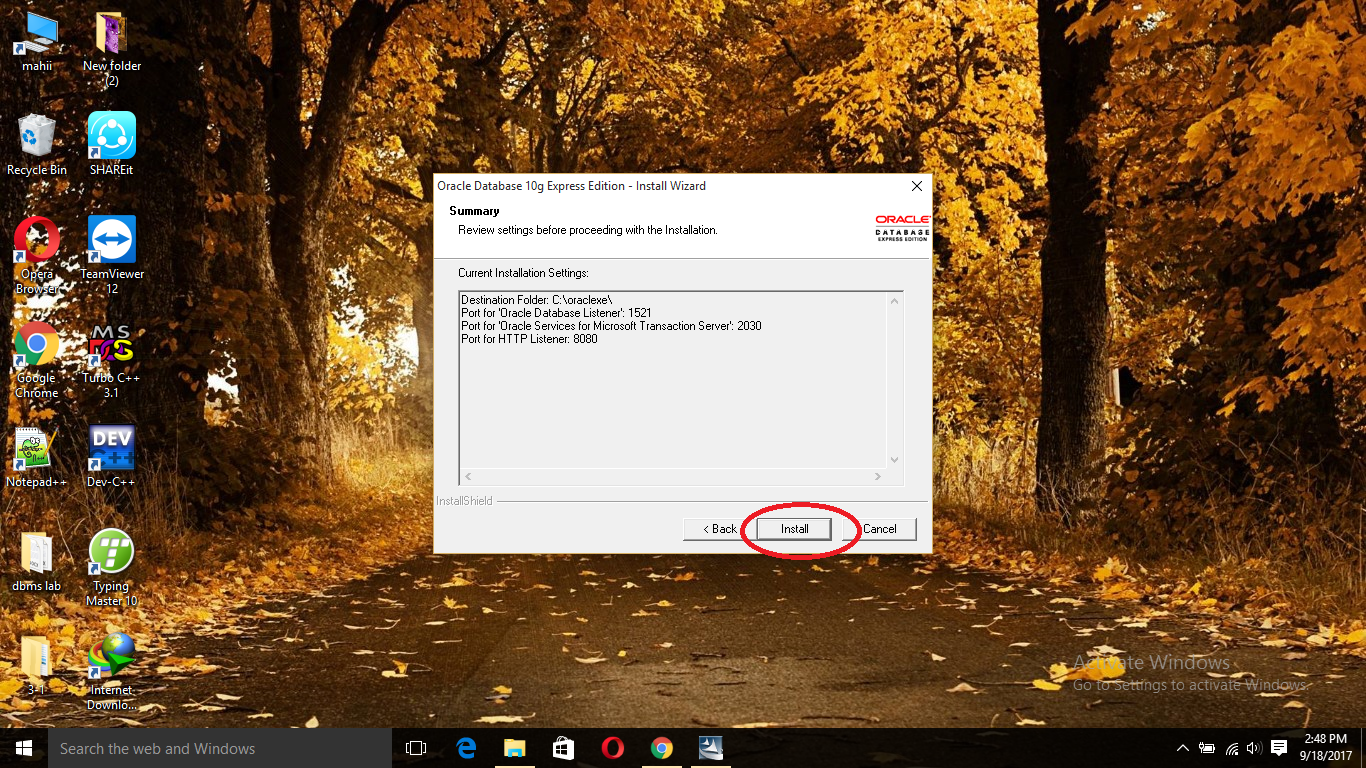 mahii
New folder
(2)
Recycle Bin
SHAREit
Opera
Browser
TeamViewer
12
Google
Chrome
Turbo C++
3.1
Notepad++
DEV
C++
Dev-C++
dbms lab
Typing
Master 10
3-1
Internet
Downlo...
Oracle Database 10g Express Edition - Install Wizard
Summary
Review settings before proceeding with the Installation.
ORACLE
DATABASE
EXPRESS EDITION
Current Installation Settings:
Destination Folder: C:\oraclexe\
Port for 'Oracle Database Listener': 1521
Port for 'Oracle Services for Microsoft Transaction Server': 2030
Port for HTTP Listener: 8080
InstallShield
< Back
Install
Cancel
Activate Windows
Go to Settings to activate Windows.
Search the web and Windows
2:48 PM
9/18/2017